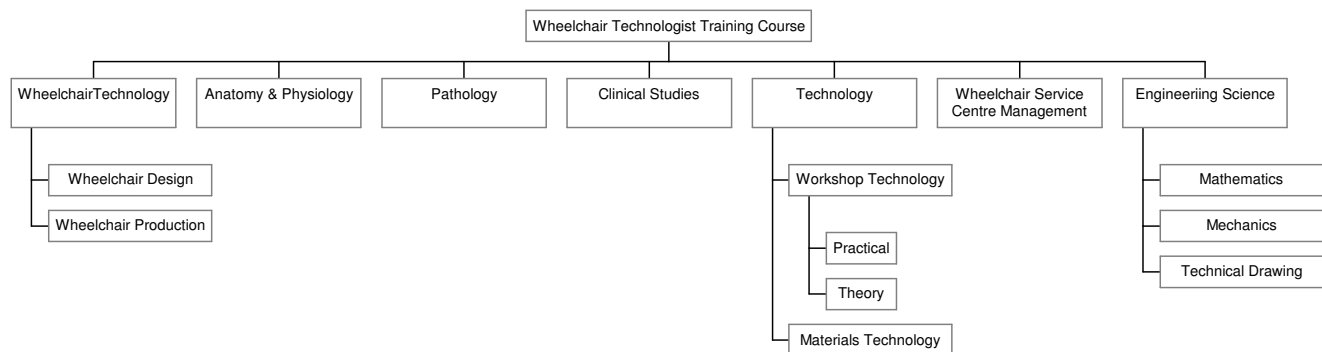 Wheelchair Technologist Training Course
WheelchairTechnology
Anatomy & Physiology
Pathology
Clinical Studies
Technology
Wheelchair Service
Centre Management
Engineeriing Science
Wheelchair Design
Wheelchair Production
Workshop Technology
Practical
Theory
Materials Technology
Mathematics
Mechanics
Technical Drawing